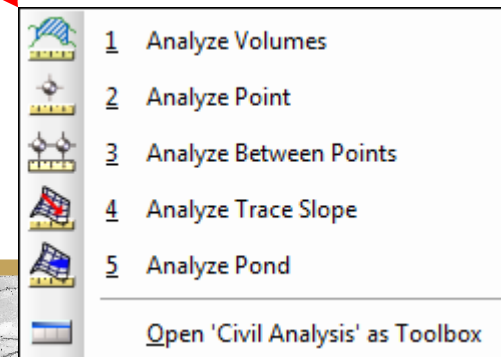 1 Analyze Volumes
2 Analyze Point
3 Analyze Between Points
4 Analyze Trace Slope
5 Analyze Pond
Open 'Civil Analysis' as Toolbox